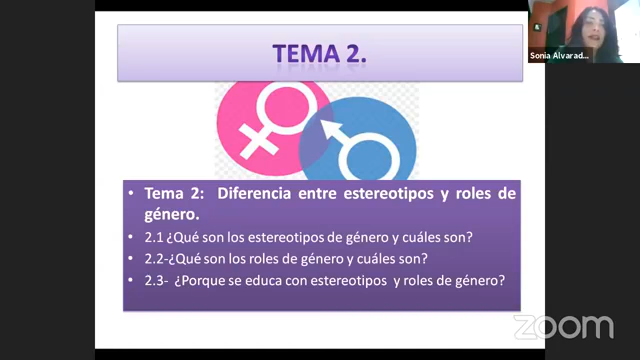 TEMA 2.
Sonia Alvarad...
• Tema 2: Diferencia entre estereotipos y roles de
género.
• 2.1 ¿Qué son los estereotipos de género y cuáles son?
• 2.2-¿Qué son los roles de género y cuáles son?
• 2.3- ¿Porque se educa con estereotipos y roles de género?
zoom